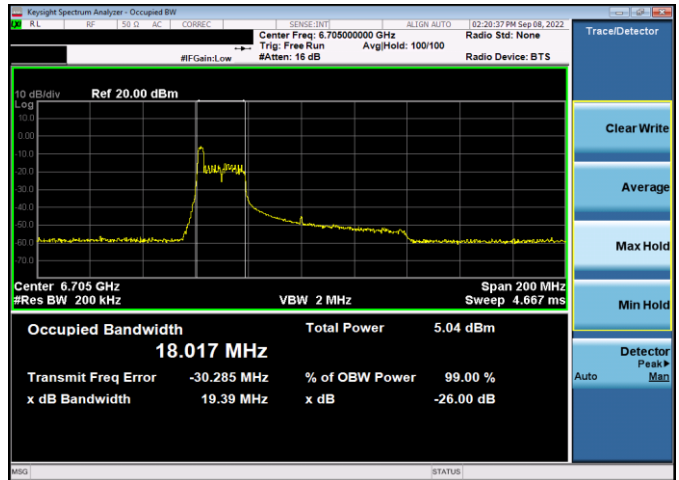 Keysight Spectrum Analyzer - Occupied BW
RL RF 50 Ω AC CORREC SENSE:INT ALIGN AUTO 02:20:37 PM Sep 08, 2022
Center Freq: 6.705000000 GHz Radio Std: None
Trig: Free Run Avg|Hold: 100/100
#IFGain:Low #Atten: 16 dB Radio Device: BTS
Trace/Detector
10 dB/div Ref 20.00 dBm
Log
10.0
0.00
-10.0
-20.0
-30.0
-40.0
-50.0
-60.0
-70.0
Center 6.705 GHz Span 200 MHz
#Res BW 200 kHz VBW 2 MHz Sweep 4.667 ms
Occupied Bandwidth Total Power 5.04 dBm
18.017 MHz
Transmit Freq Error -30.285 MHz % of OBW Power 99.00 %
x dB Bandwidth 19.39 MHz x dB -26.00 dB
Clear Write
Average
Max Hold
Min Hold
Detector
Peak▶
Auto Man
MSG STATUS